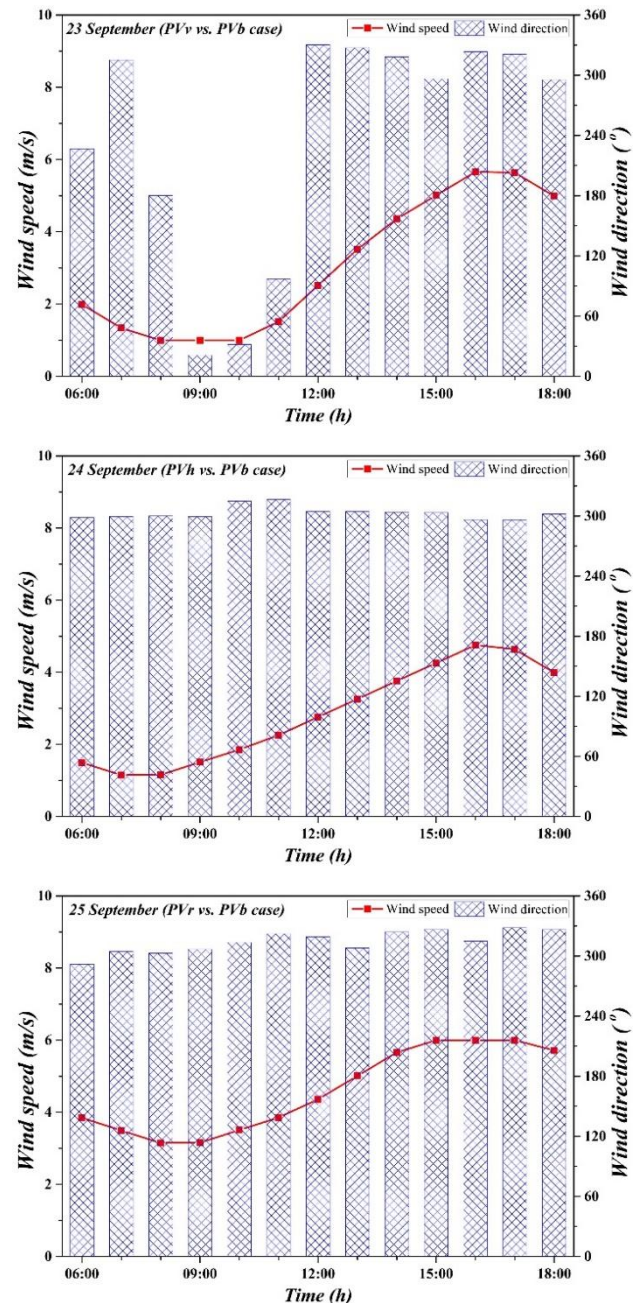 23 September (PVv vs. PVb case) Wind speed Wind direction
10 8 6 4 2 0
Wind speed (m/s)
360 300 240 180 120 60 0
Wind direction (°)
06:00 09:00 12:00 15:00 18:00
Time (h)
24 September (PVh vs. PVb case) Wind speed Wind direction
10 8 6 4 2 0
Wind speed (m/s)
360 300 240 180 120 60 0
Wind direction (°)
06:00 09:00 12:00 15:00 18:00
Time (h)
25 September (PVr vs. PVb case) Wind speed Wind direction
10 8 6 4 2 0
Wind speed (m/s)
360 300 240 180 120 60 0
Wind direction (°)
06:00 09:00 12:00 15:00 18:00
Time (h)